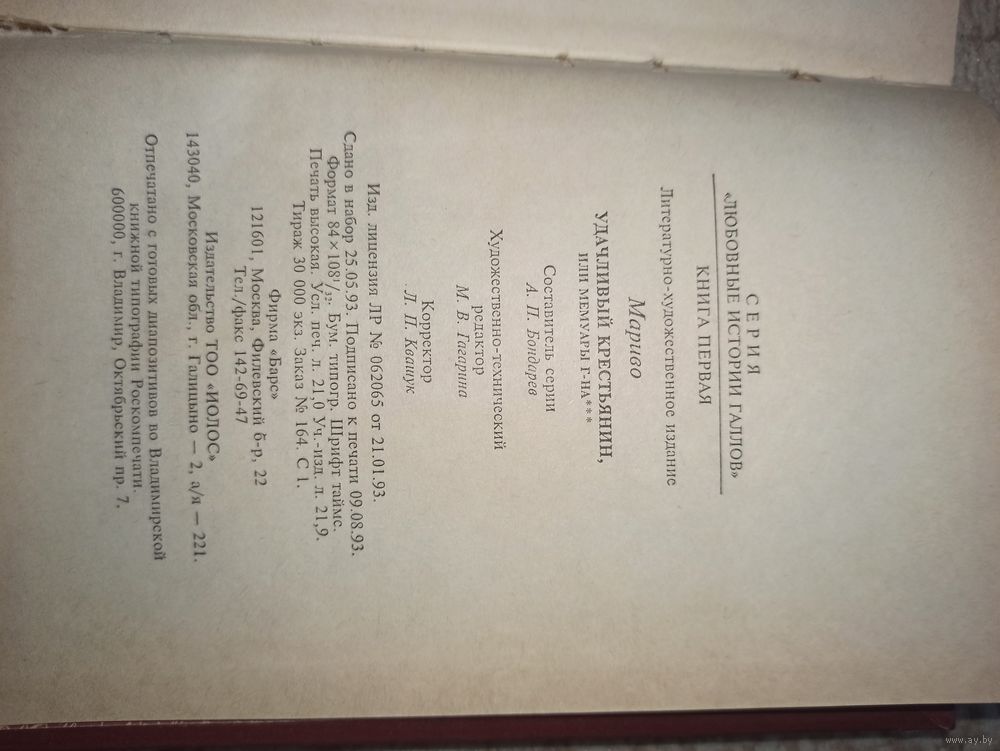 СЕРИЯ
«ЛЮБОВНЫЕ ИСТОРИИ ГАЛЛОВ»
КНИГА ПЕРВАЯ
Литературно-художественное издание
Мариво
УДАЧЛИВЫЙ КРЕСТЬЯНИН,
ИЛИ МЕМУАРЫ Г-НА***
Составитель серии
А. П. Бондарев
Художественно-технический
редактор
М. В. Гагарина
Корректор
Л. П. Квашук
Изд. лицензия ЛР № 062065 от 21.01.93.
Сдано в набор 25.05.93. Подписано к печати 09.08.93.
Формат 84×108¹/₃₂. Бум. типогр. Шрифт таймс.
Печать высокая. Усл. печ. л. 21,0 Уч.-изд. л. 21,9.
Тираж 30 000 экз. Заказ № 164. С 1.
Фирма «Барс»
121601, Москва, Филевский б-р, 22
Тел./факс 142-69-47
Издательство ТОО «ИОЛОС»
143040, Московская обл., г. Галицыно — 2, а/я — 221.
Отпечатано с готовых диапозитивов во Владимирской
книжной типографии Роскомпечати.
600000, г. Владимир, Октябрьский пр. 7.
www.ay.by